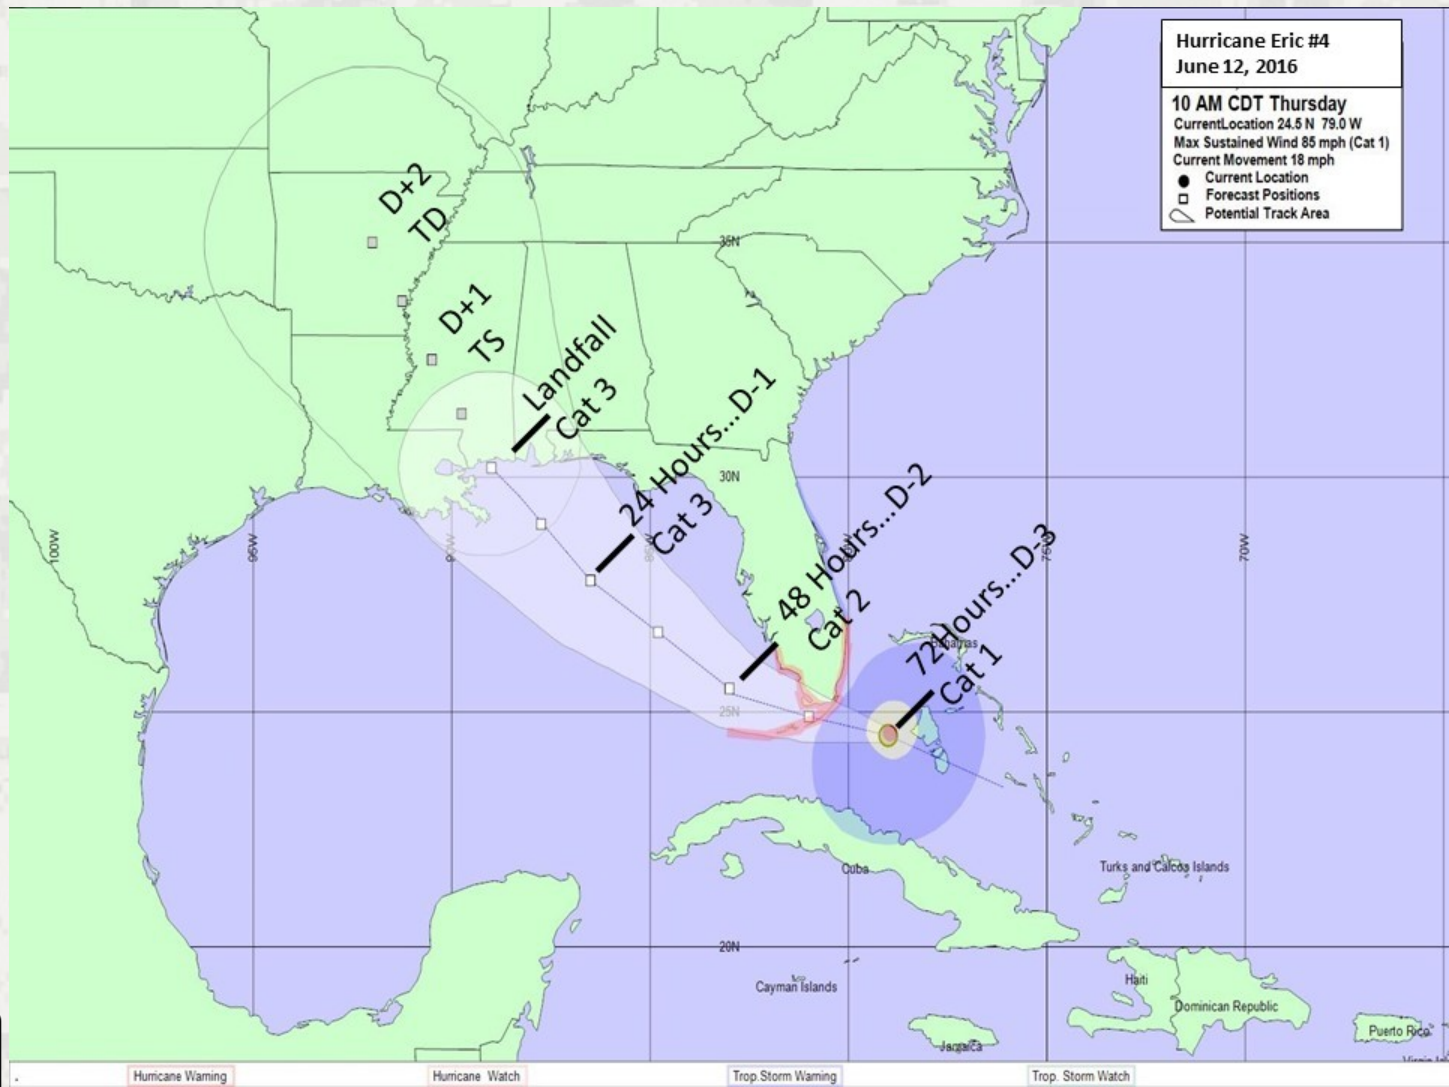 Hurricane Eric #4
June 12, 2016
10 AM CDT Thursday
CurrentLocation 24.5 N 79.0 W
Max Sustained Wind 85 mph (Cat 1)
Current Movement 18 mph
Current Location
Forecast Positions
Potential Track Area
D+2
TD
35N
D+1
TS
Landfall
Cat 3
24 Hours...D-1
Cat 3
30N
48 Hours...D-2
Cat 2
72 Hours...D-3
Cat 1
100W
95W
75W
70W
Bahamas
25N
Cuba
Turks and Caicos Islands
20N
Cayman Islands
Haiti
Dominican Republic
Puerto Rico
Jamaica
Hurricane Warning
Hurricane Watch
Trop.Storm Warning
Trop. Storm Watch